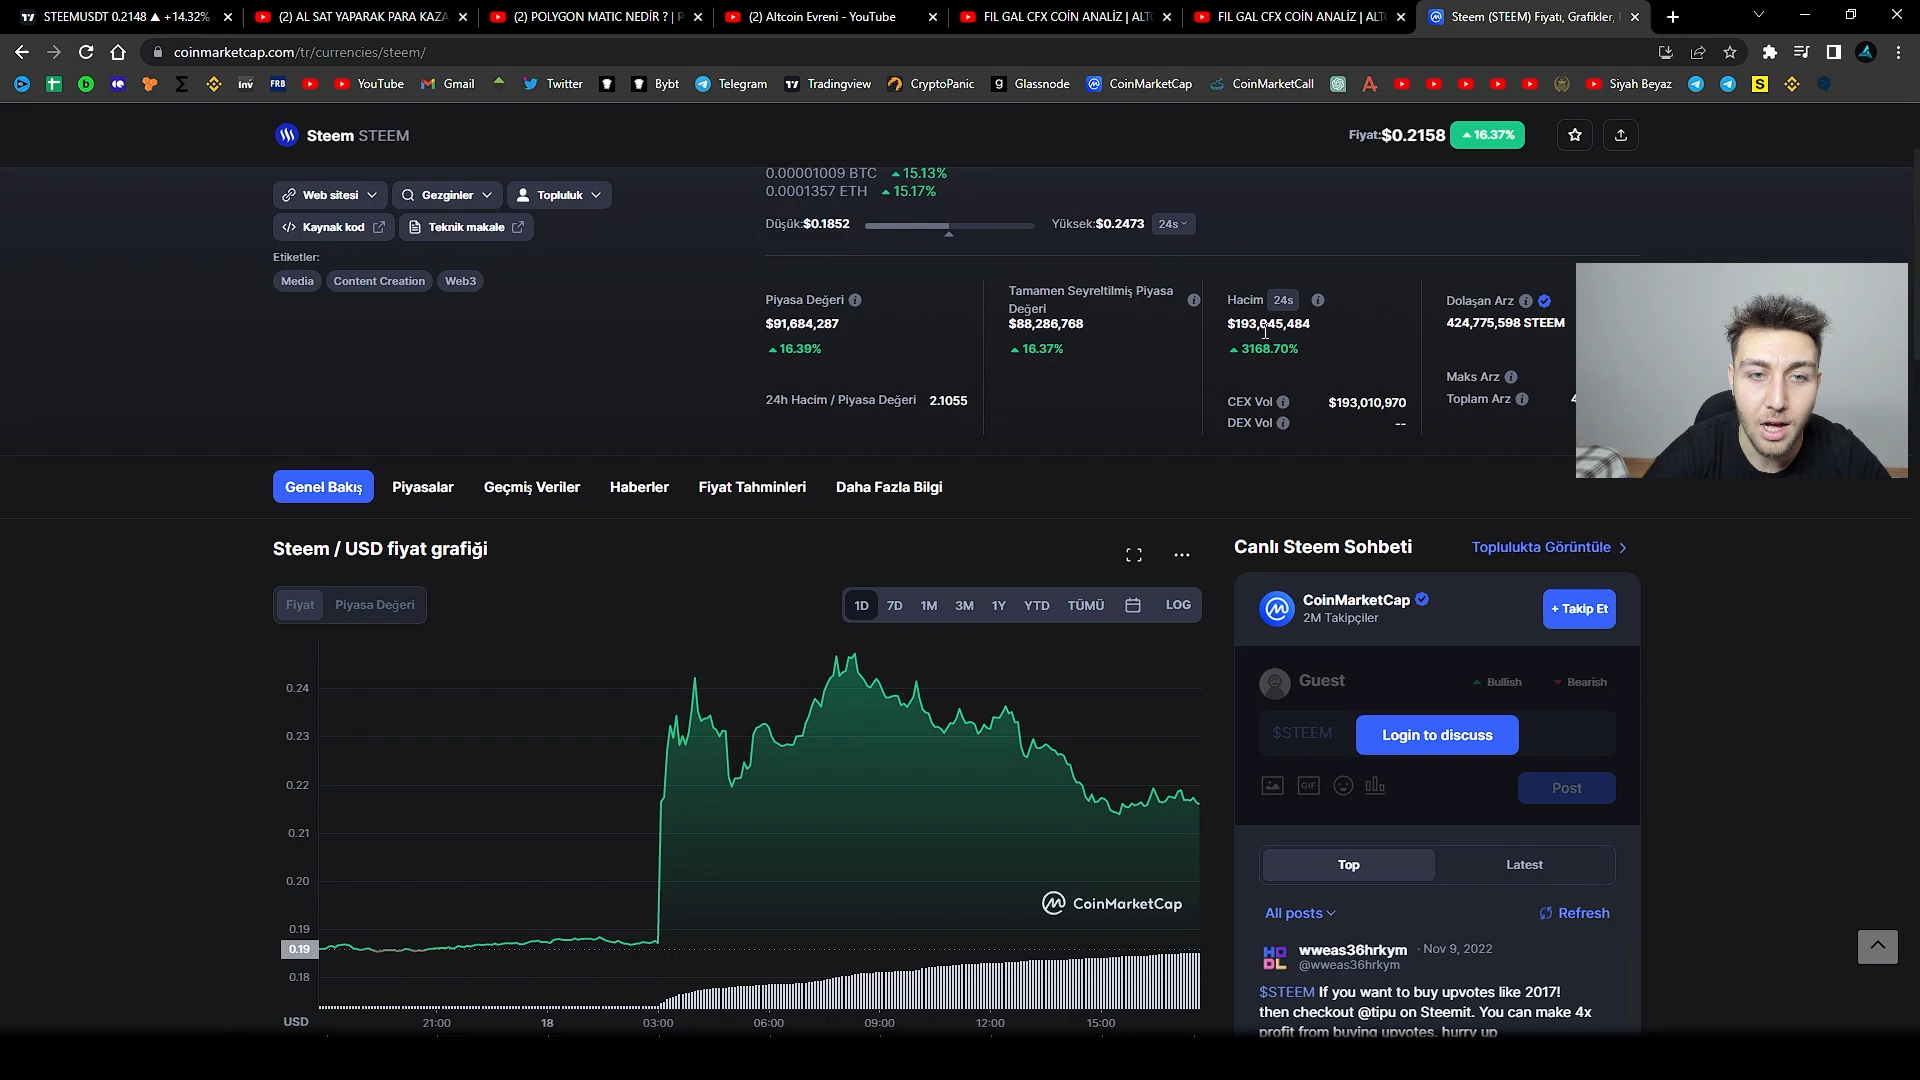 STEEMUSDT 0.2148 ▲ +14.32%
(2) AL SAT YAPARAK PARA KAZA
(2) POLYGON MATIC NEDİR ? | P
(2) Altcoin Evreni - YouTube
FIL GAL CFX COİN ANALİZ | ALT
FIL GAL CFX COİN ANALİZ | ALT
Steem (STEEM) Fiyatı, Grafikler,
coinmarketcap.com/tr/currencies/steem/
inv
FRB
YouTube
Gmail
Twitter
Bybt
Telegram
Tradingview
CryptoPanic
Glassnode
CoinMarketCap
CoinMarketCall
Siyah Beyaz
Steem STEEM
Fiyat:$0.2158
16.37%
0.00001009 BTC 15.13%
0.0001357 ETH 15.17%
Web sitesi
Gezginler
Topluluk
Kaynak kod
Teknik makale
Düşük:$0.1852
Yüksek:$0.2473
24s
Etiketler:
Media
Content Creation
Web3
Piyasa Değeri
$91,684,287
16.39%
24h Hacim / Piyasa Değeri 2.1055
Tamamen Seyreltilmiş Piyasa
Değeri
$88,286,768
16.37%
Hacim 24s
3168.70%
CEX Vol $193,010,970
DEX Vol --
Dolaşan Arz
424,775,598 STEEM
Maks Arz
Toplam Arz
Genel Bakış
Piyasalar
Geçmiş Veriler
Haberler
Fiyat Tahminleri
Daha Fazla Bilgi
Steem / USD fiyat grafiği
Fiyat
Piyasa Değeri
1D
7D
1M
3M
1Y
YTD
TÜMÜ
LOG
0.24
0.23
0.22
0.21
0.20
0.19
0.19
0.18
CoinMarketCap
USD
21:00
18
03:00
06:00
09:00
12:00
15:00
Canlı Steem Sohbeti
Toplulukta Görüntüle
CoinMarketCap
2M Takipçiler
+ Takip Et
Guest
Bullish
Bearish
$STEEM
Login to discuss
GIF
Post
Top
Latest
All posts
Refresh
HODL
wweas36hrkym · Nov 9, 2022
@wweas36hrkym
$STEEM If you want to buy upvotes like 2017!
then checkout @tipu on Steemit. You can make 4x
profit from buying upvotes, hurry up